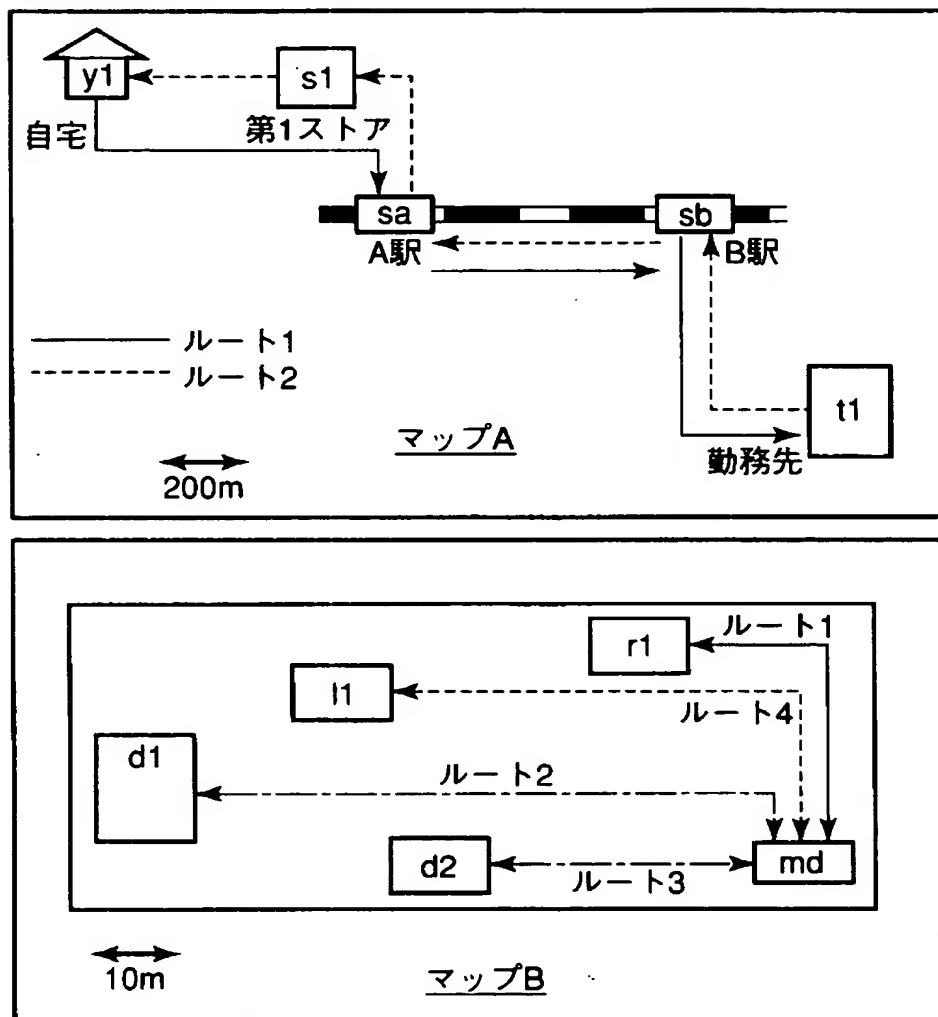 y1
s1
自宅
第1ストア
sa
sb
A駅
B駅
ルート1
ルート2
t1
マップA
勤務先
200m
r1
ルート1
l1
ルート4
d1
ルート2
d2
ルート3
md
10m
マップB